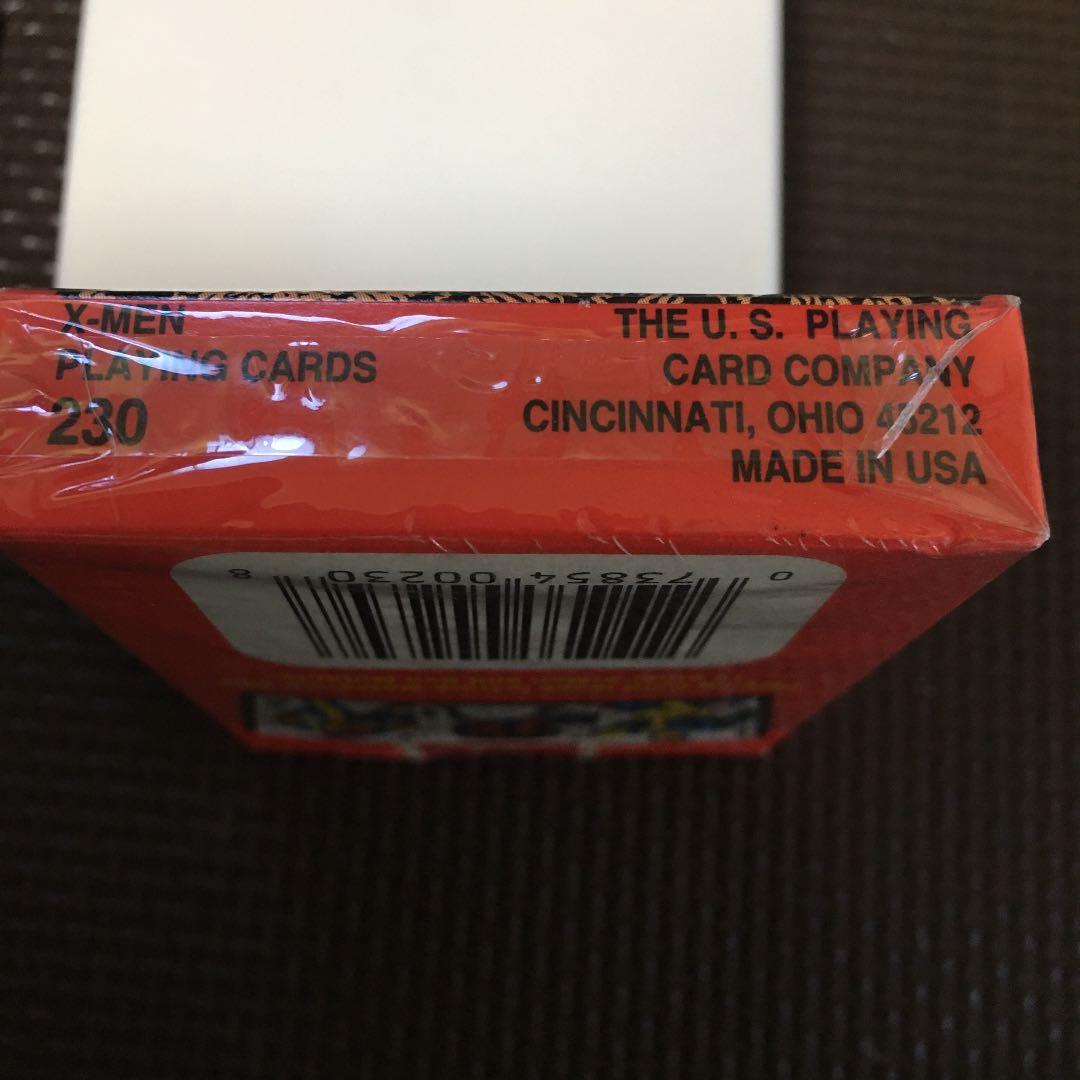 X-MEN
PLAYING CARDS
230
THE U. S. PLAYING
CARD COMPANY
CINCINNATI, OHIO 45212
MADE IN USA
0 73854 00230 8